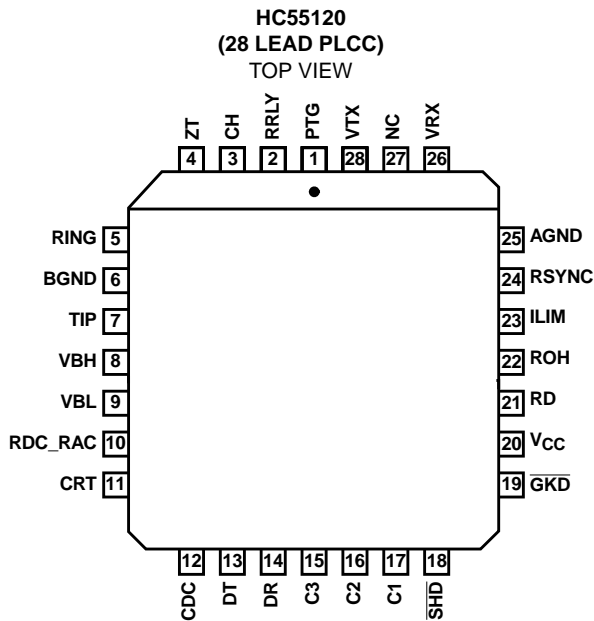 HC55120
(28 LEAD PLCC)
TOP VIEW
ZT
CH
RRLY
PTG
VTX
NC
VRX
4
3
2
1
28
27
26
RING 5
BGND 6
TIP 7
VBH 8
VBL 9
RDC_RAC 10
CRT 11
25 AGND
24 RSYNC
23 ILIM
22 ROH
21 RD
20 VCC
19 GKD
12
13
14
15
16
17
18
CDC
DT
DR
C3
C2
C1
SHD